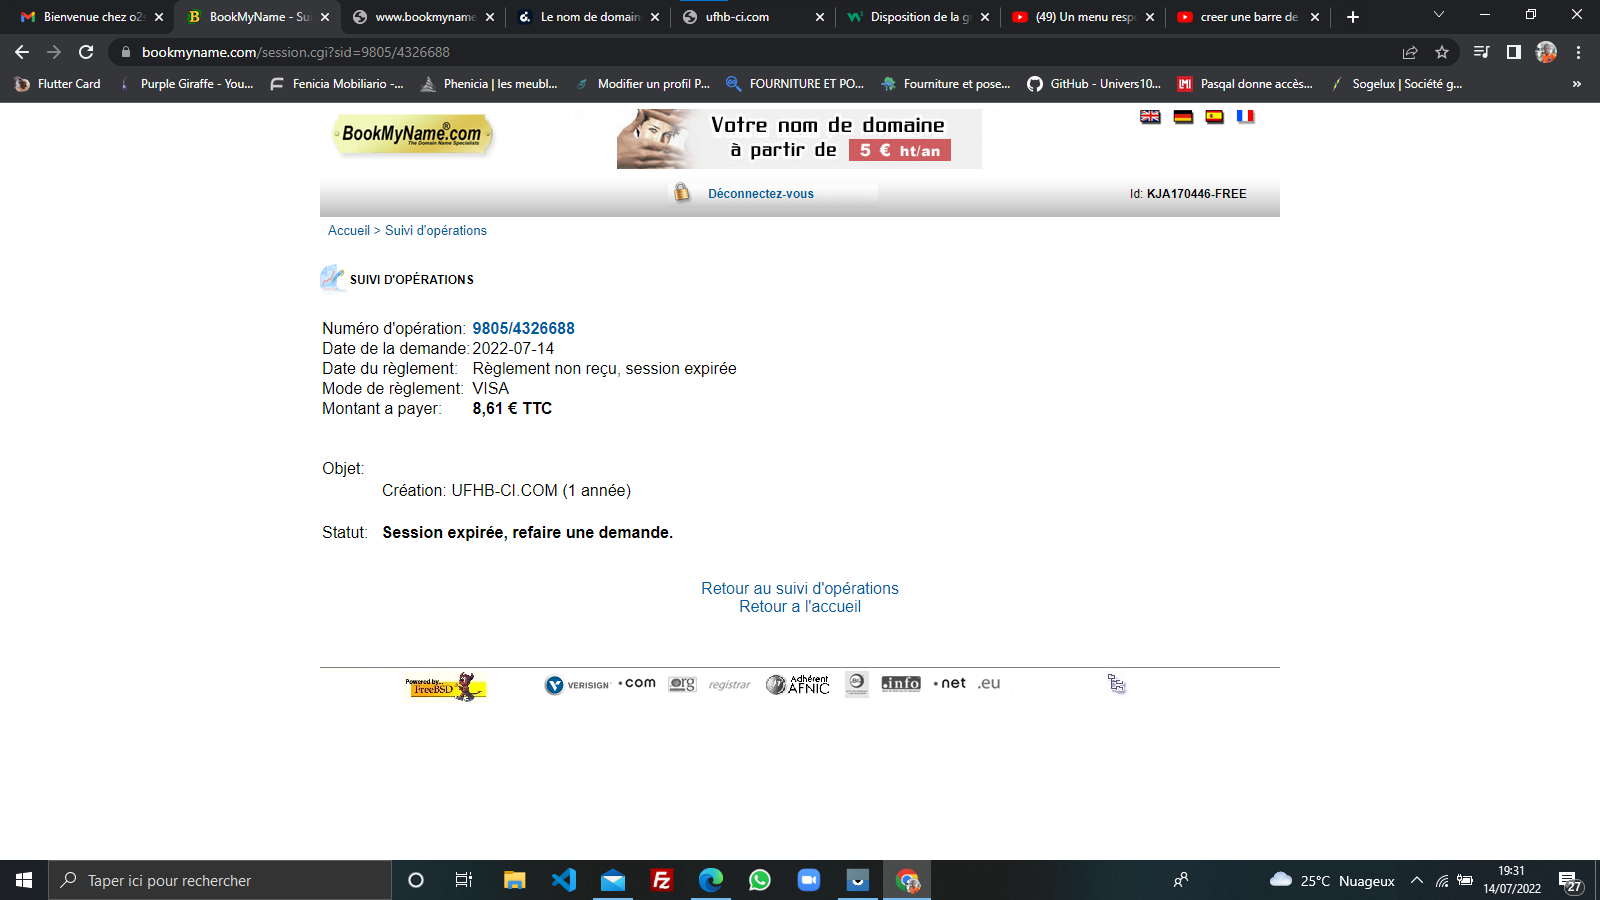 Bienvenue chez o2s
BookMyName - Sui
www.bookmyname
Le nom de domain
ufhb-ci.com
Disposition de la g
(49) Un menu resp
creer une barre de
bookmyname.com/session.cgi?sid=9805/4326688
Flutter Card
Purple Giraffe - You...
Fenicia Mobiliario -...
Phenicia | les meubl...
Modifier un profil P...
FOURNITURE ET PO...
Fourniture et pose...
GitHub - Univers10...
Pasqal donne accès...
Sogelux | Société g...
»
BookMyName.com®
The Domain Name Specialists
Votre nom de domaine
à partir de 5 € ht/an
Déconnectez-vous
Id: KJA170446-FREE
Accueil > Suivi d'opérations
SUIVI D'OPÉRATIONS
Numéro d'opération: 9805/4326688
Date de la demande: 2022-07-14
Date du règlement: Règlement non reçu, session expirée
Mode de règlement: VISA
Montant a payer: 8,61 € TTC
Objet:
Création: UFHB-CI.COM (1 année)
Statut: Session expirée, refaire une demande.
Retour au suivi d'opérations
Retour a l'accueil
Powered by...
FreeBSD
VERISIGN
.com
.org
registrar
Adhérent
AFNIC
.info
.net
.eu
Taper ici pour rechercher
25°C Nuageux
19:31
14/07/2022
27